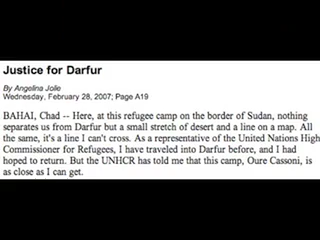 Justice for Darfur
By Angelina Jolie
Wednesday, February 28, 2007; Page A19
BAHAI, Chad -- Here, at this refugee camp on the border of Sudan, nothing
separates us from Darfur but a small stretch of desert and a line on a map. All
the same, it's a line I can't cross. As a representative of the United Nations High
Commissioner for Refugees, I have traveled into Darfur before, and I had
hoped to return. But the UNHCR has told me that this camp, Oure Cassoni, is
as close as I can get.